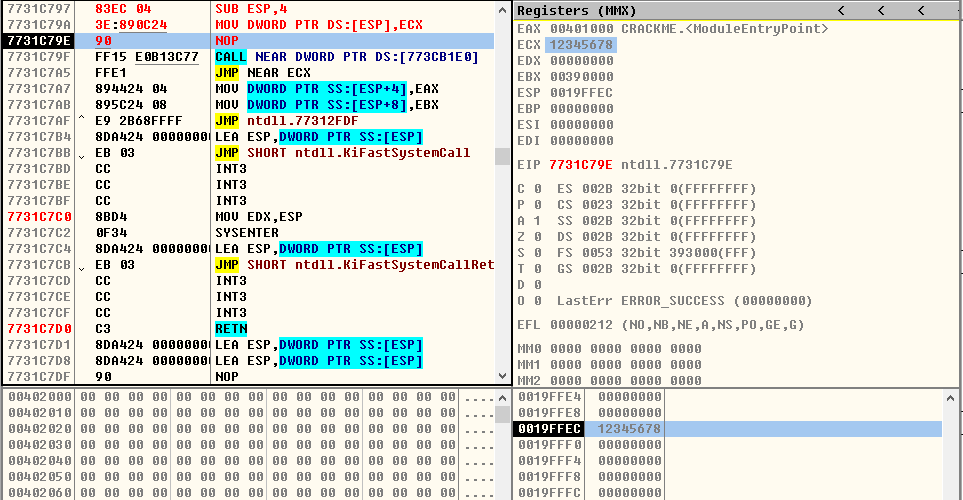 7731C797 83EC 04 SUB ESP,4
7731C79A 3E:890C24 MOV DWORD PTR DS:[ESP],ECX
7731C79E 90 NOP
7731C79F FF15 E0B13C77 CALL NEAR DWORD PTR DS:[773CB1E0]
7731C7A5 FFE1 JMP NEAR ECX
7731C7A7 894424 04 MOV DWORD PTR SS:[ESP+4],EAX
7731C7AB 895C24 08 MOV DWORD PTR SS:[ESP+8],EBX
7731C7AF ^ E9 2B68FFFF JMP ntdll.77312FDF
7731C7B4 8DA424 0000000 LEA ESP,DWORD PTR SS:[ESP]
7731C7BB ⌄ EB 03 JMP SHORT ntdll.KiFastSystemCall
7731C7BD CC INT3
7731C7BE CC INT3
7731C7BF CC INT3
7731C7C0 8BD4 MOV EDX,ESP
7731C7C2 0F34 SYSENTER
7731C7C4 8DA424 0000000 LEA ESP,DWORD PTR SS:[ESP]
7731C7CB ⌄ EB 03 JMP SHORT ntdll.KiFastSystemCallRet
7731C7CD CC INT3
7731C7CE CC INT3
7731C7CF CC INT3
7731C7D0 C3 RETN
7731C7D1 8DA424 0000000 LEA ESP,DWORD PTR SS:[ESP]
7731C7D8 8DA424 0000000 LEA ESP,DWORD PTR SS:[ESP]
7731C7DF 90 NOP
Registers (MMX) < < <
EAX 00401000 CRACKME.<ModuleEntryPoint>
ECX 12345678
EDX 00000000
EBX 00390000
ESP 0019FFEC
EBP 00000000
ESI 00000000
EDI 00000000
EIP 7731C79E ntdll.7731C79E
C 0 ES 002B 32bit 0(FFFFFFFF)
P 0 CS 0023 32bit 0(FFFFFFFF)
A 1 SS 002B 32bit 0(FFFFFFFF)
Z 0 DS 002B 32bit 0(FFFFFFFF)
S 0 FS 0053 32bit 393000(FFF)
T 0 GS 002B 32bit 0(FFFFFFFF)
D 0
O 0 LastErr ERROR_SUCCESS (00000000)
EFL 00000212 (NO,NB,NE,A,NS,PO,GE,G)
MM0 0000 0000 0000 0000
MM1 0000 0000 0000 0000
MM2 0000 0000 0000 0000
00402000 00 00 00 00 00 00 00 00 00 00 00 00 00 00 00 00 ....
00402010 00 00 00 00 00 00 00 00 00 00 00 00 00 00 00 00 ....
00402020 00 00 00 00 00 00 00 00 00 00 00 00 00 00 00 00 ....
00402030 00 00 00 00 00 00 00 00 00 00 00 00 00 00 00 00 ....
00402040 00 00 00 00 00 00 00 00 00 00 00 00 00 00 00 00 ....
00402050 00 00 00 00 00 00 00 00 00 00 00 00 00 00 00 00 ....
00402060 00 00 00 00 00 00 00 00 00 00 00 00 00 00 00 00 ....
0019FFE4 00000000
0019FFE8 00000000
0019FFEC 12345678
0019FFF0 00000000
0019FFF4 00000000
0019FFF8 00000000
0019FFFC 00000000